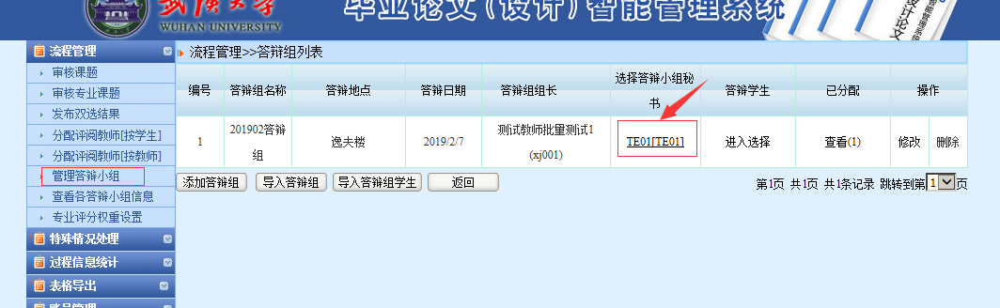 武汉大学
WUHAN UNIVERSITY
毕业论文(设计)智能管理系统
流程管理
审核课题
审核专业课题
发布双选结果
分配评阅教师[按学生]
分配评阅教师[按教师]
管理答辩小组
查看各答辩小组信息
专业评分权重设置
特殊情况处理
过程信息统计
表格导出
账号管理
流程管理>>答辩组列表
编号 答辩组名称 答辩地点 答辩日期 答辩组组长 选择答辩小组秘 答辩学生 已分配 操作
书
1 201902答辩 逸夫楼 2019/2/7 测试教师批量测试1 TE01[TE01] 进入选择 查看(1) 修改 删除
组 (xj001)
添加答辩组 导入答辩组 导入答辩组学生 返回 第1页 共1页 共1条记录 跳转到第 1 页